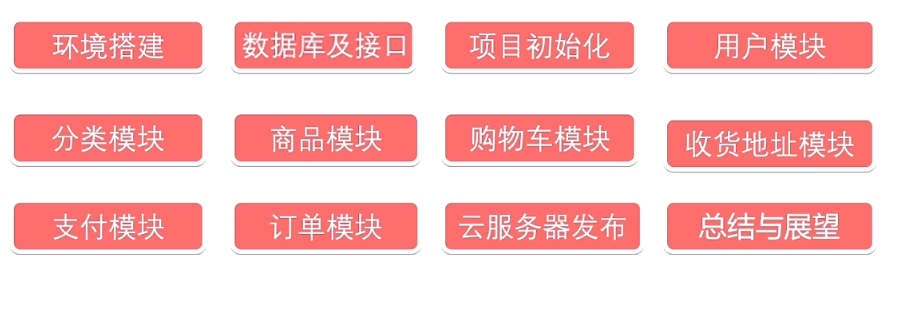 环境搭建
数据库及接口
项目初始化
用户模块
分类模块
商品模块
购物车模块
收货地址模块
支付模块
订单模块
云服务器发布
总结与展望